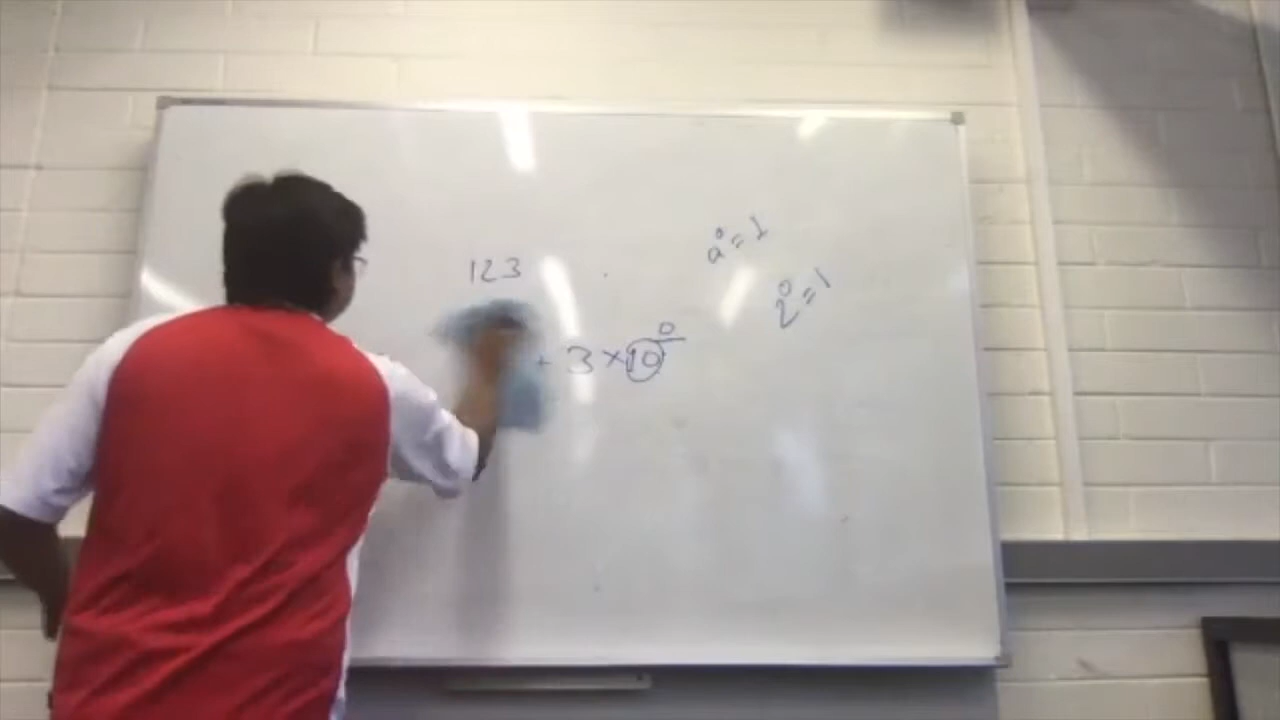 123
+ 3 × 10⁰
a⁰ = 1
2⁰ = 1